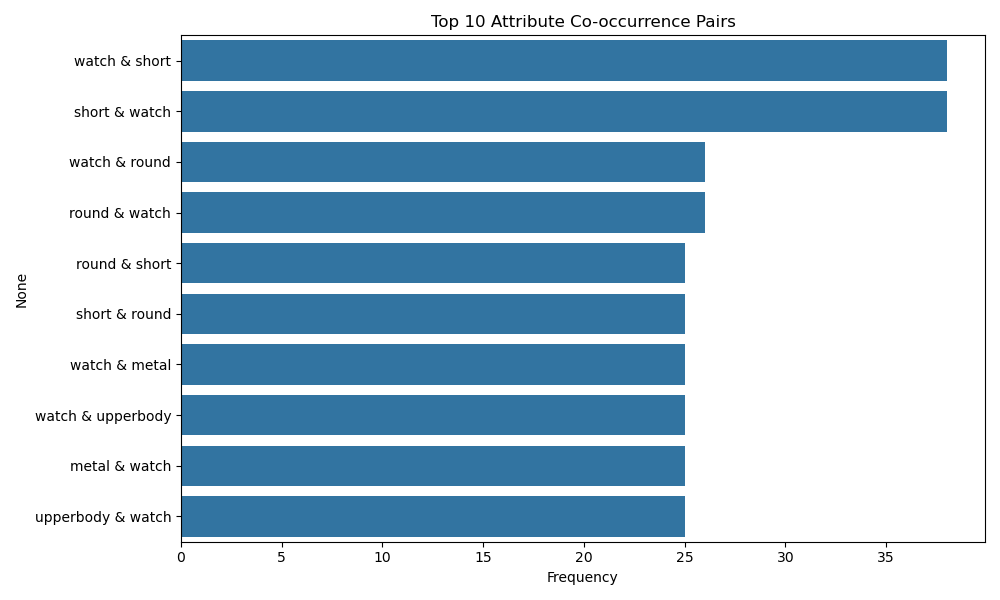 Top 10 Attribute Co-occurrence Pairs
watch & short
short & watch
watch & round
round & watch
round & short
short & round
watch & metal
watch & upperbody
metal & watch
upperbody & watch
None
0 5 10 15 20 25 30 35
Frequency